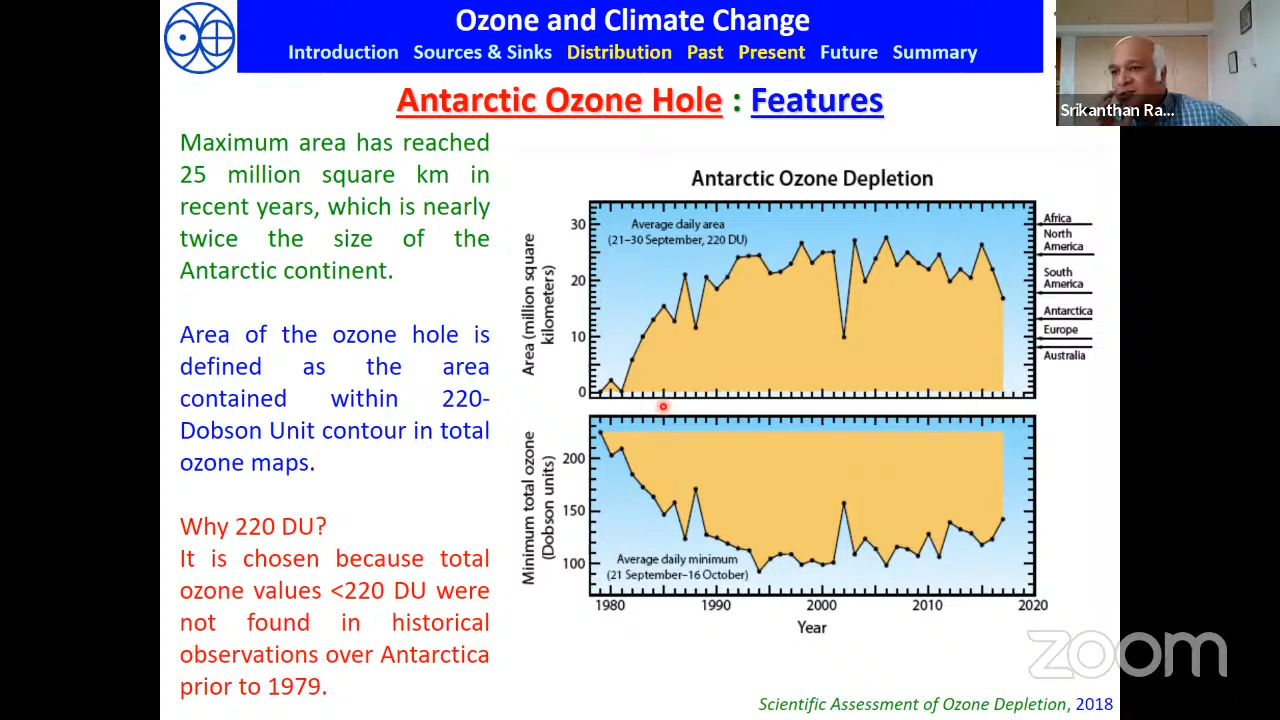 Ozone and Climate Change
Introduction Sources & Sinks Distribution Past Present Future Summary
Srikanthan Ra...
Antarctic Ozone Hole : Features
Maximum area has reached
25 million square km in
recent years, which is nearly
twice the size of the
Antarctic continent.
Area of the ozone hole is
defined as the area
contained within 220-
Dobson Unit contour in total
ozone maps.
Why 220 DU?
It is chosen because total
ozone values <220 DU were
not found in historical
observations over Antarctica
prior to 1979.
Antarctic Ozone Depletion
Average daily area
(21–30 September, 220 DU)
Area (million square
kilometers)
30
20
10
0
Africa
North
America
South
America
Antarctica
Europe
Australia
Minimum total ozone
(Dobson units)
200
150
100
Average daily minimum
(21 September–16 October)
1980 1990 2000 2010 2020
Year
zoom
Scientific Assessment of Ozone Depletion, 2018